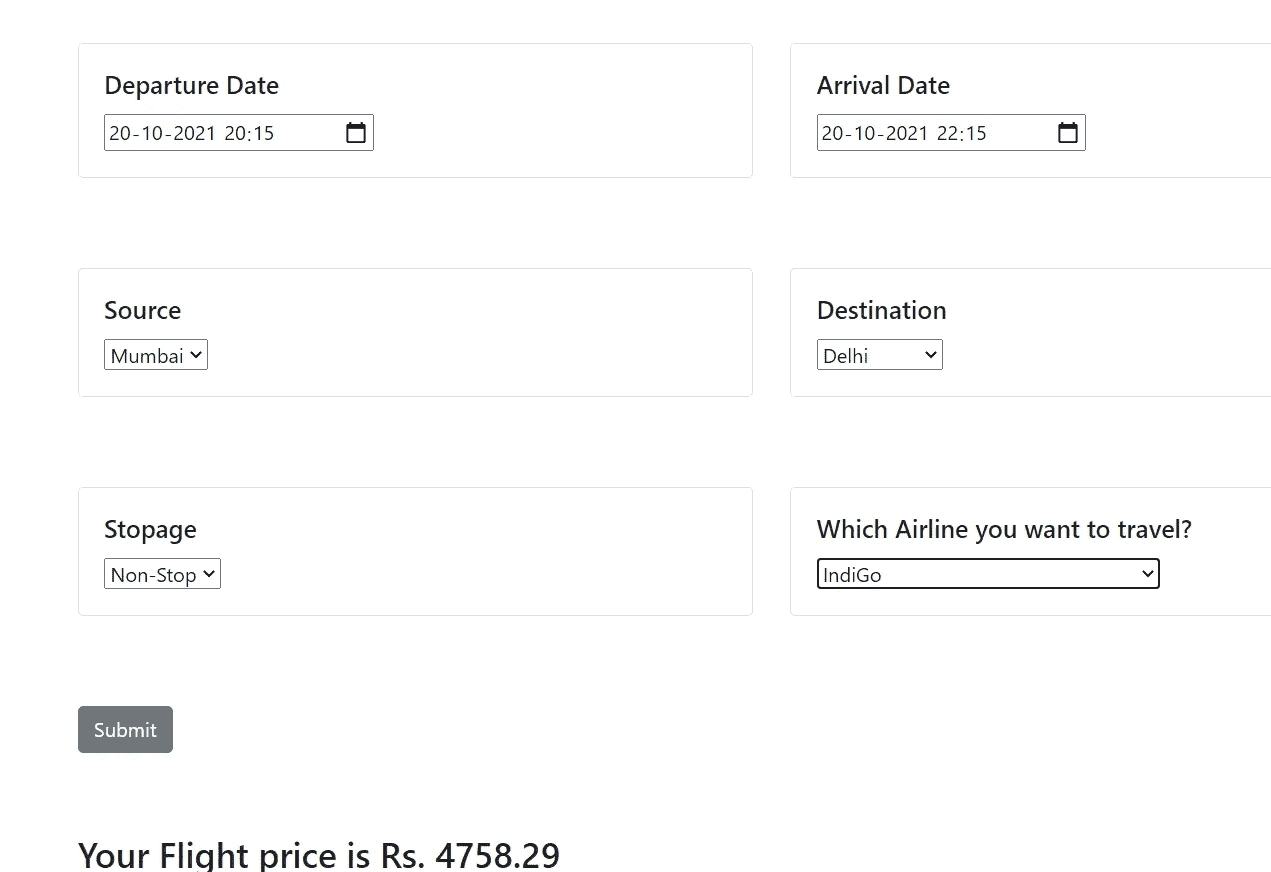 Departure Date
Arrival Date
20-10-2021 20:15
20-10-2021 22:15
Source
Destination
Mumbai
Delhi
Stopage
Which Airline you want to travel?
Non-Stop
IndiGo
Submit
Your Flight price is Rs. 4758.29